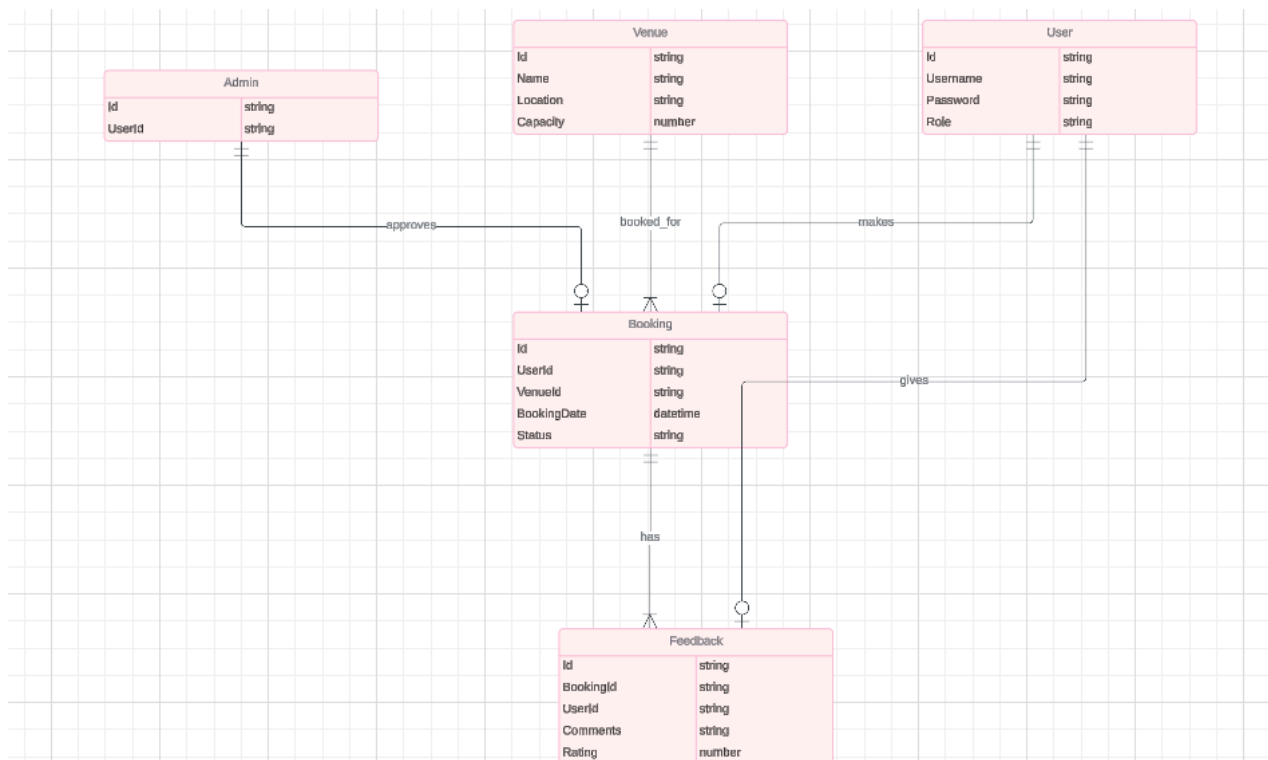 Venue
Id string
Name string
Location string
Capacity number
User
Id string
Username string
Password string
Role string
Admin
Id string
UserId string
approves
booked_for
makes
Booking
Id string
UserId string
VenueId string
BookingDate datetime
Status string
gives
has
Feedback
Id string
BookingId string
UserId string
Comments string
Rating number